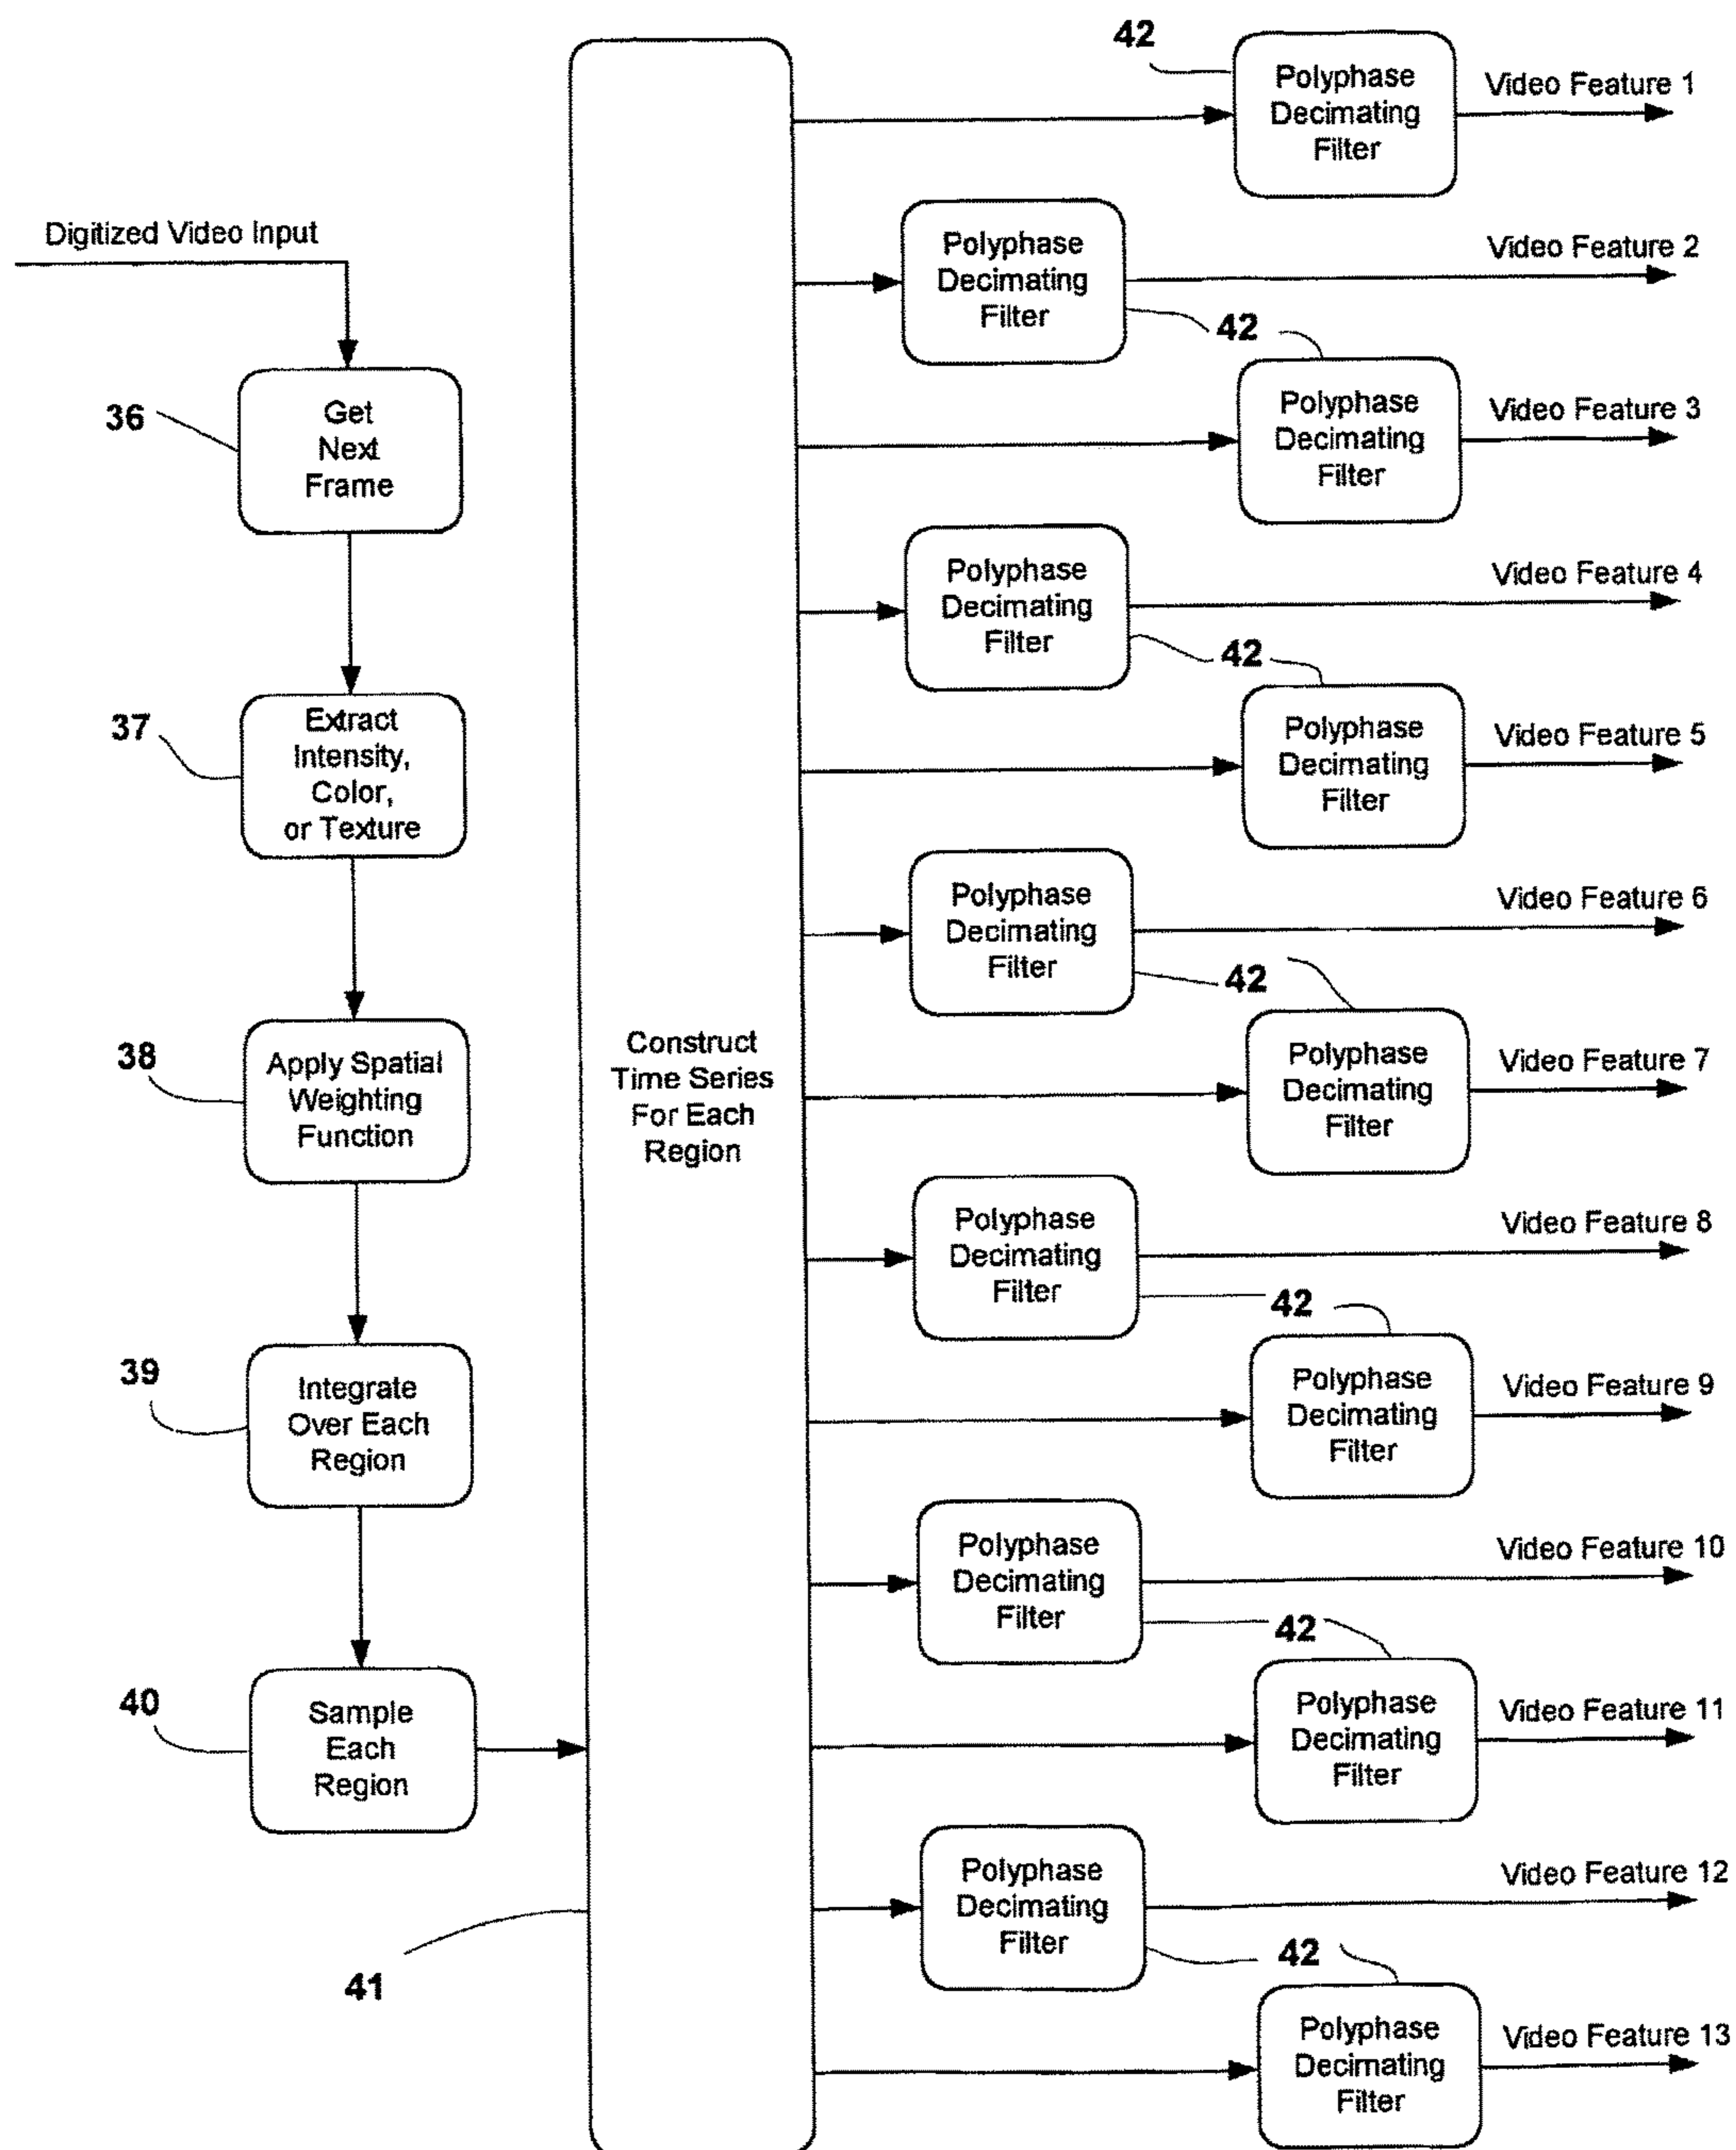 Digitized Video Input
36
Get
Next
Frame
37
Extract
Intensity,
Color,
or Texture
38
Apply Spatial
Weighting
Function
39
Integrate
Over Each
Region
40
Sample
Each
Region
41
Construct
Time Series
For Each
Region
42
Polyphase
Decimating
Filter
Video Feature 1
Polyphase
Decimating
Filter
Video Feature 2
42
Polyphase
Decimating
Filter
Video Feature 3
Polyphase
Decimating
Filter
Video Feature 4
42
Polyphase
Decimating
Filter
Video Feature 5
Polyphase
Decimating
Filter
Video Feature 6
42
Polyphase
Decimating
Filter
Video Feature 7
Polyphase
Decimating
Filter
Video Feature 8
42
Polyphase
Decimating
Filter
Video Feature 9
Polyphase
Decimating
Filter
Video Feature 10
42
Polyphase
Decimating
Filter
Video Feature 11
Polyphase
Decimating
Filter
Video Feature 12
42
Polyphase
Decimating
Filter
Video Feature 13